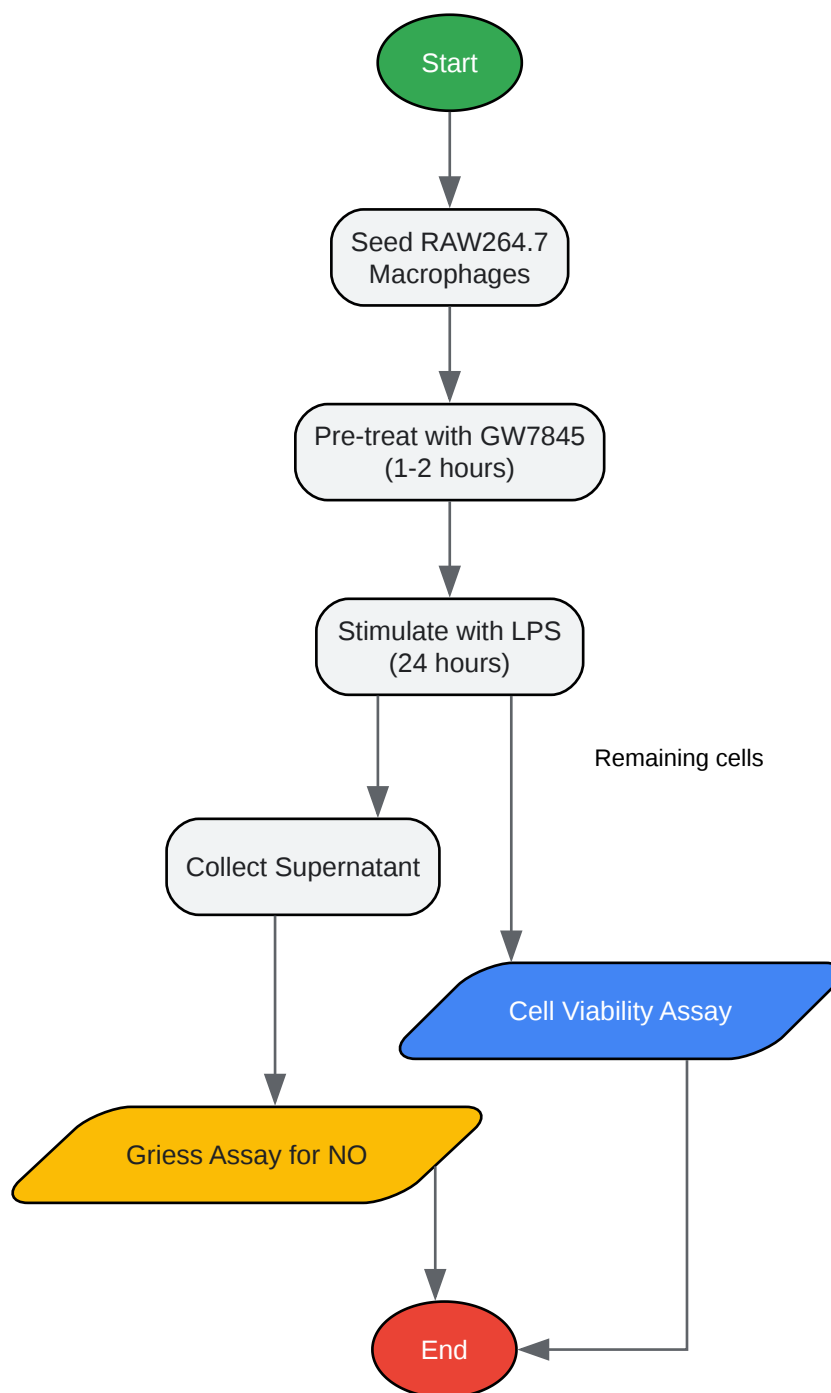 Start
Seed RAW264.7
Macrophages
Pre-treat with GW7845
(1-2 hours)
Stimulate with LPS
(24 hours)
Remaining cells
Collect Supernatant
Cell Viability Assay
Griess Assay for NO
End